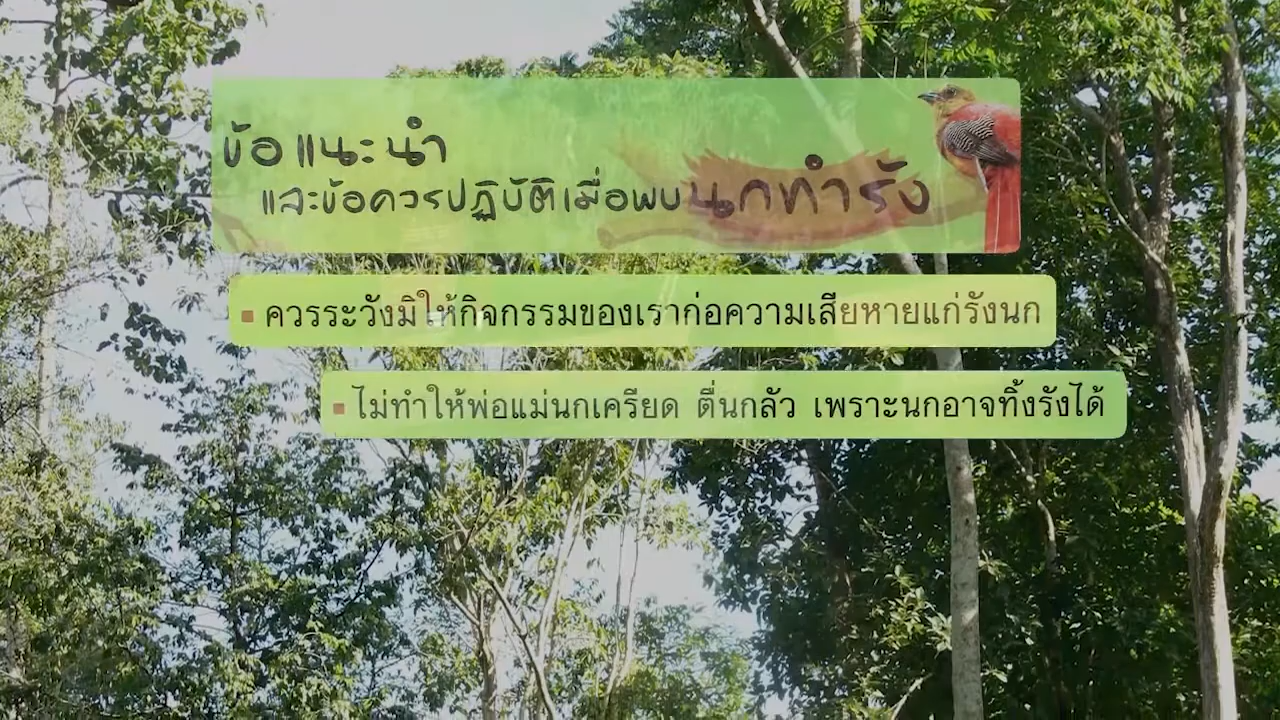 ข้อแนะนำ
และข้อควรปฏิบัติเมื่อพบนกทำรัง
ควรระวังมิให้กิจกรรมของเราก่อความเสียหายแก่รังนก
ไม่ทำให้พ่อแม่นกเครียด ตื่นกลัว เพราะนกอาจทิ้งรังได้